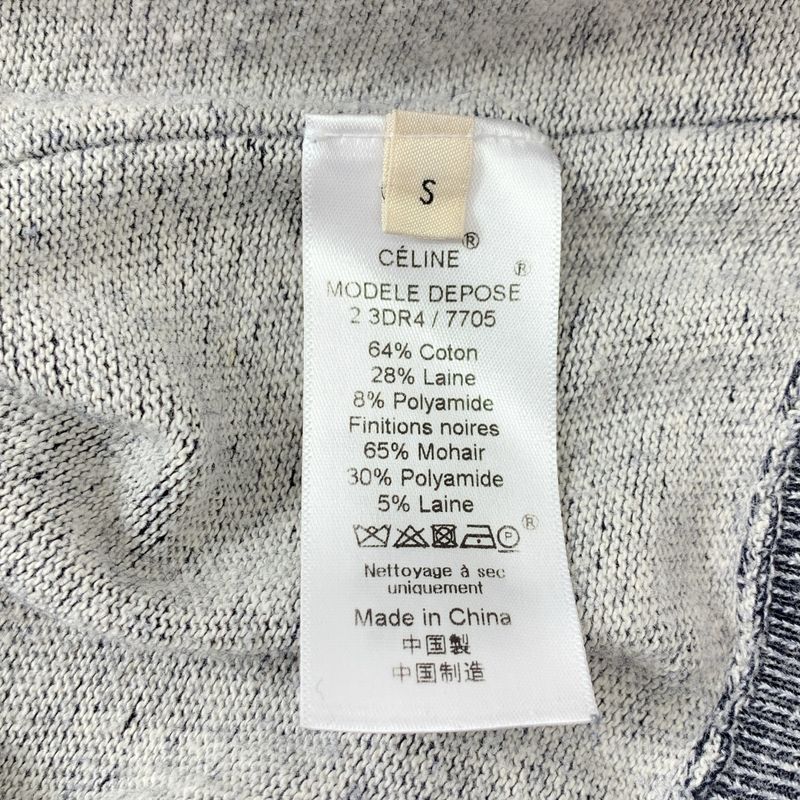 S
CÉLINE®
®
MODELE DEPOSE
2 3DR4 / 7705
64% Coton
28% Laine
8% Polyamide
Finitions noires
65% Mohair
30% Polyamide
5% Laine
P ®
Nettoyage à sec
uniquement
Made in China
中国製
中国制造